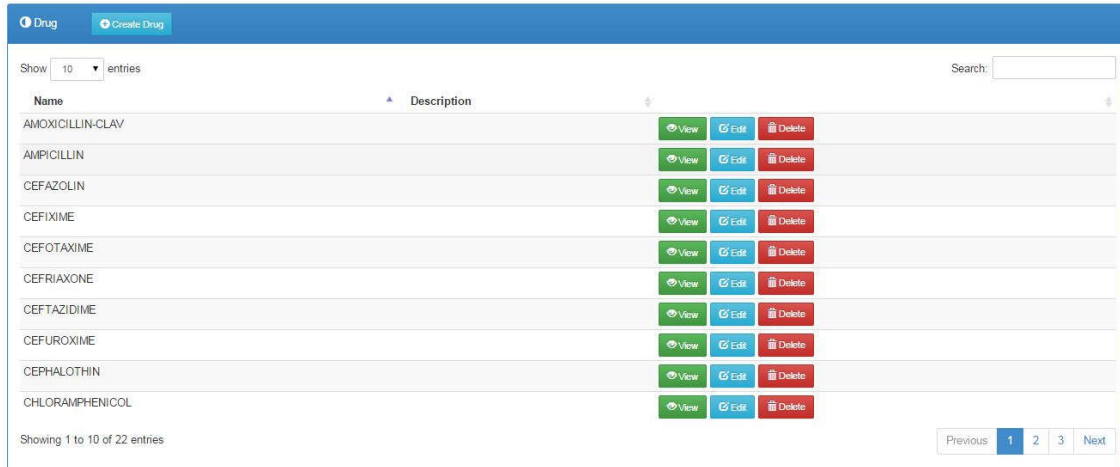 Drug Create Drug
Show 10 entries Search:
Name Description
AMOXICILLIN-CLAV View Edit Delete
AMPICILLIN View Edit Delete
CEFAZOLIN View Edit Delete
CEFIXIME View Edit Delete
CEFOTAXIME View Edit Delete
CEFRIAXONE View Edit Delete
CEFTAZIDIME View Edit Delete
CEFUROXIME View Edit Delete
CEPHALOTHIN View Edit Delete
CHLORAMPHENICOL View Edit Delete
Showing 1 to 10 of 22 entries Previous 1 2 3 Next